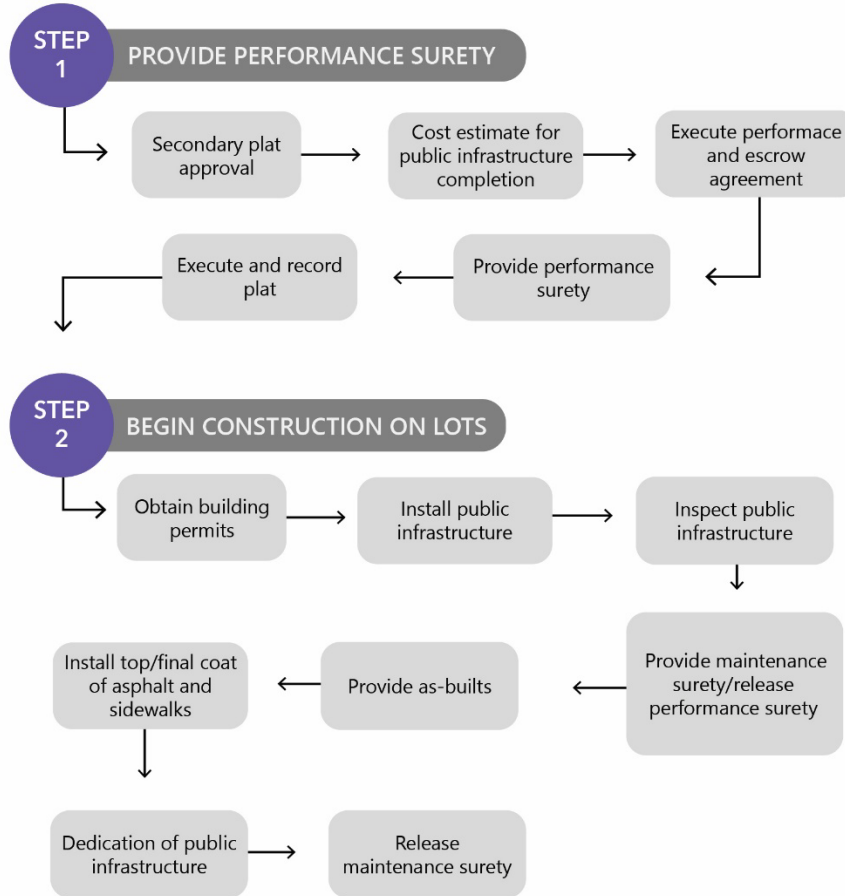 STEP
1
PROVIDE PERFORMANCE SURETY
Secondary plat
approval
Cost estimate for
public infrastructure
completion
Execute performace
and escrow
agreement
Provide performance
surety
Execute and record
plat
STEP
2
BEGIN CONSTRUCTION ON LOTS
Obtain building
permits
Install public
infrastructure
Inspect public
infrastructure
Provide maintenance
surety/release
performance surety
Provide as-builts
Install top/final coat
of asphalt and
sidewalks
Dedication of public
infrastructure
Release
maintenance surety